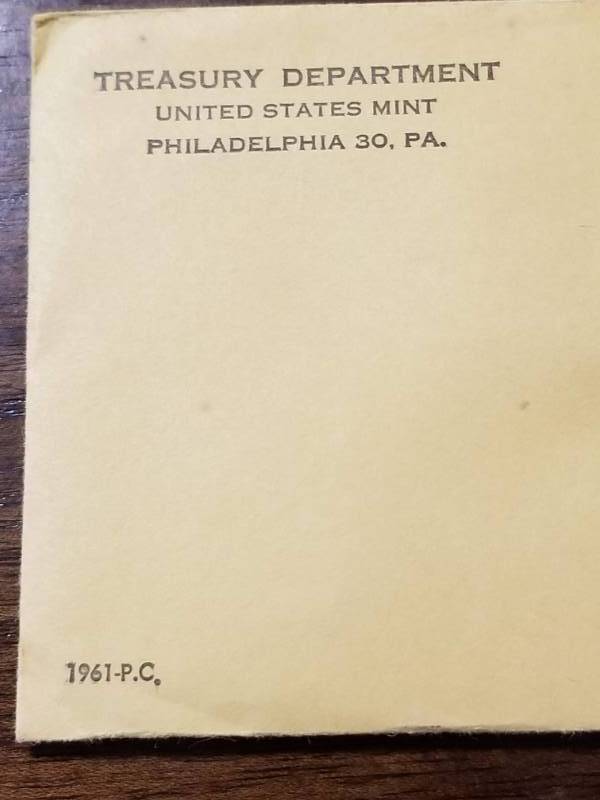 TREASURY DEPARTMENT
UNITED STATES MINT
PHILADELPHIA 30, PA.
1961-P.C.